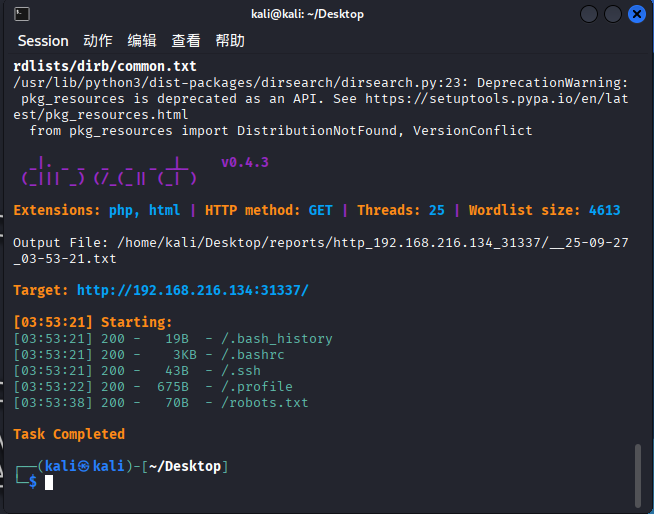 kali@kali: ~/Desktop
Session 动作 编辑 查看 帮助
rdlists/dirb/common.txt
/usr/lib/python3/dist-packages/dirsearch/dirsearch.py:23: DeprecationWarning:
pkg_resources is deprecated as an API. See https://setuptools.pypa.io/en/lat
est/pkg_resources.html
from pkg_resources import DistributionNotFound, VersionConflict
v0.4.3
Extensions: php, html | HTTP method: GET | Threads: 25 | Wordlist size: 4613
Output File: /home/kali/Desktop/reports/http_192.168.216.134_31337/__25-09-27
_03-53-21.txt
Target: http://192.168.216.134:31337/
[03:53:21] Starting:
[03:53:21] 200 - 19B - /.bash_history
[03:53:21] 200 - 3KB - /.bashrc
[03:53:21] 200 - 43B - /.ssh
[03:53:22] 200 - 675B - /.profile
[03:53:38] 200 - 70B - /robots.txt
Task Completed
┌──(kali㉿kali)-[~/Desktop]
└─$